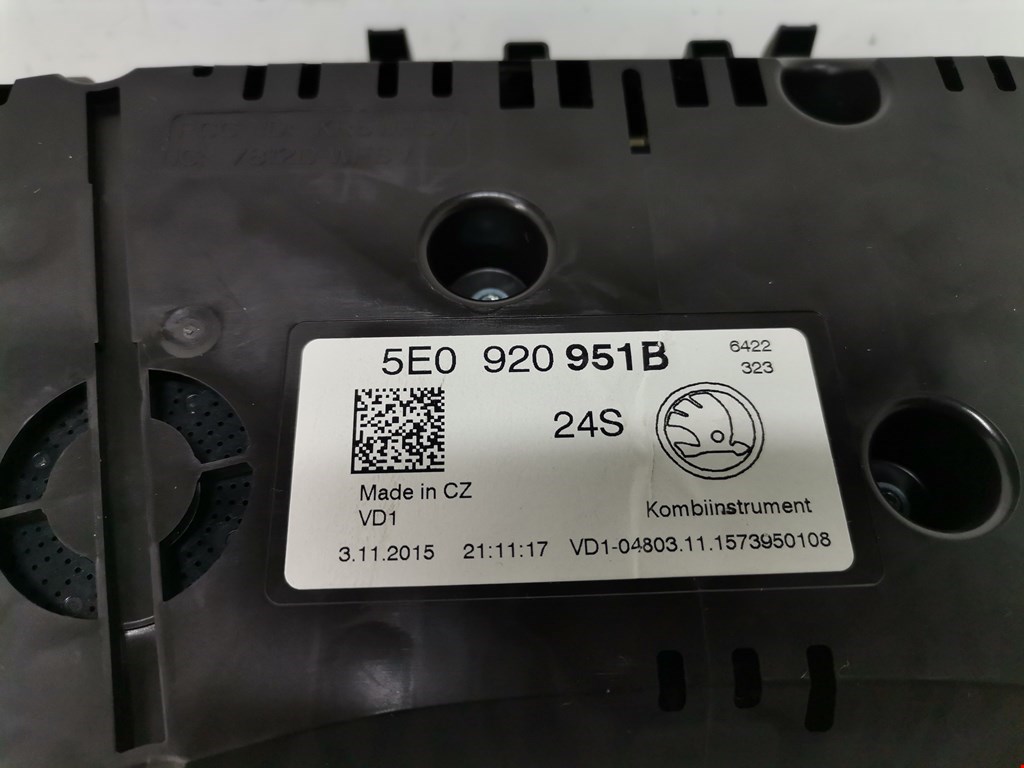 5E0 920 951B
6422
323
24S
Made in CZ
VD1
Kombiinstrument
3.11.2015 21:11:17 VD1-04803.11.1573950108